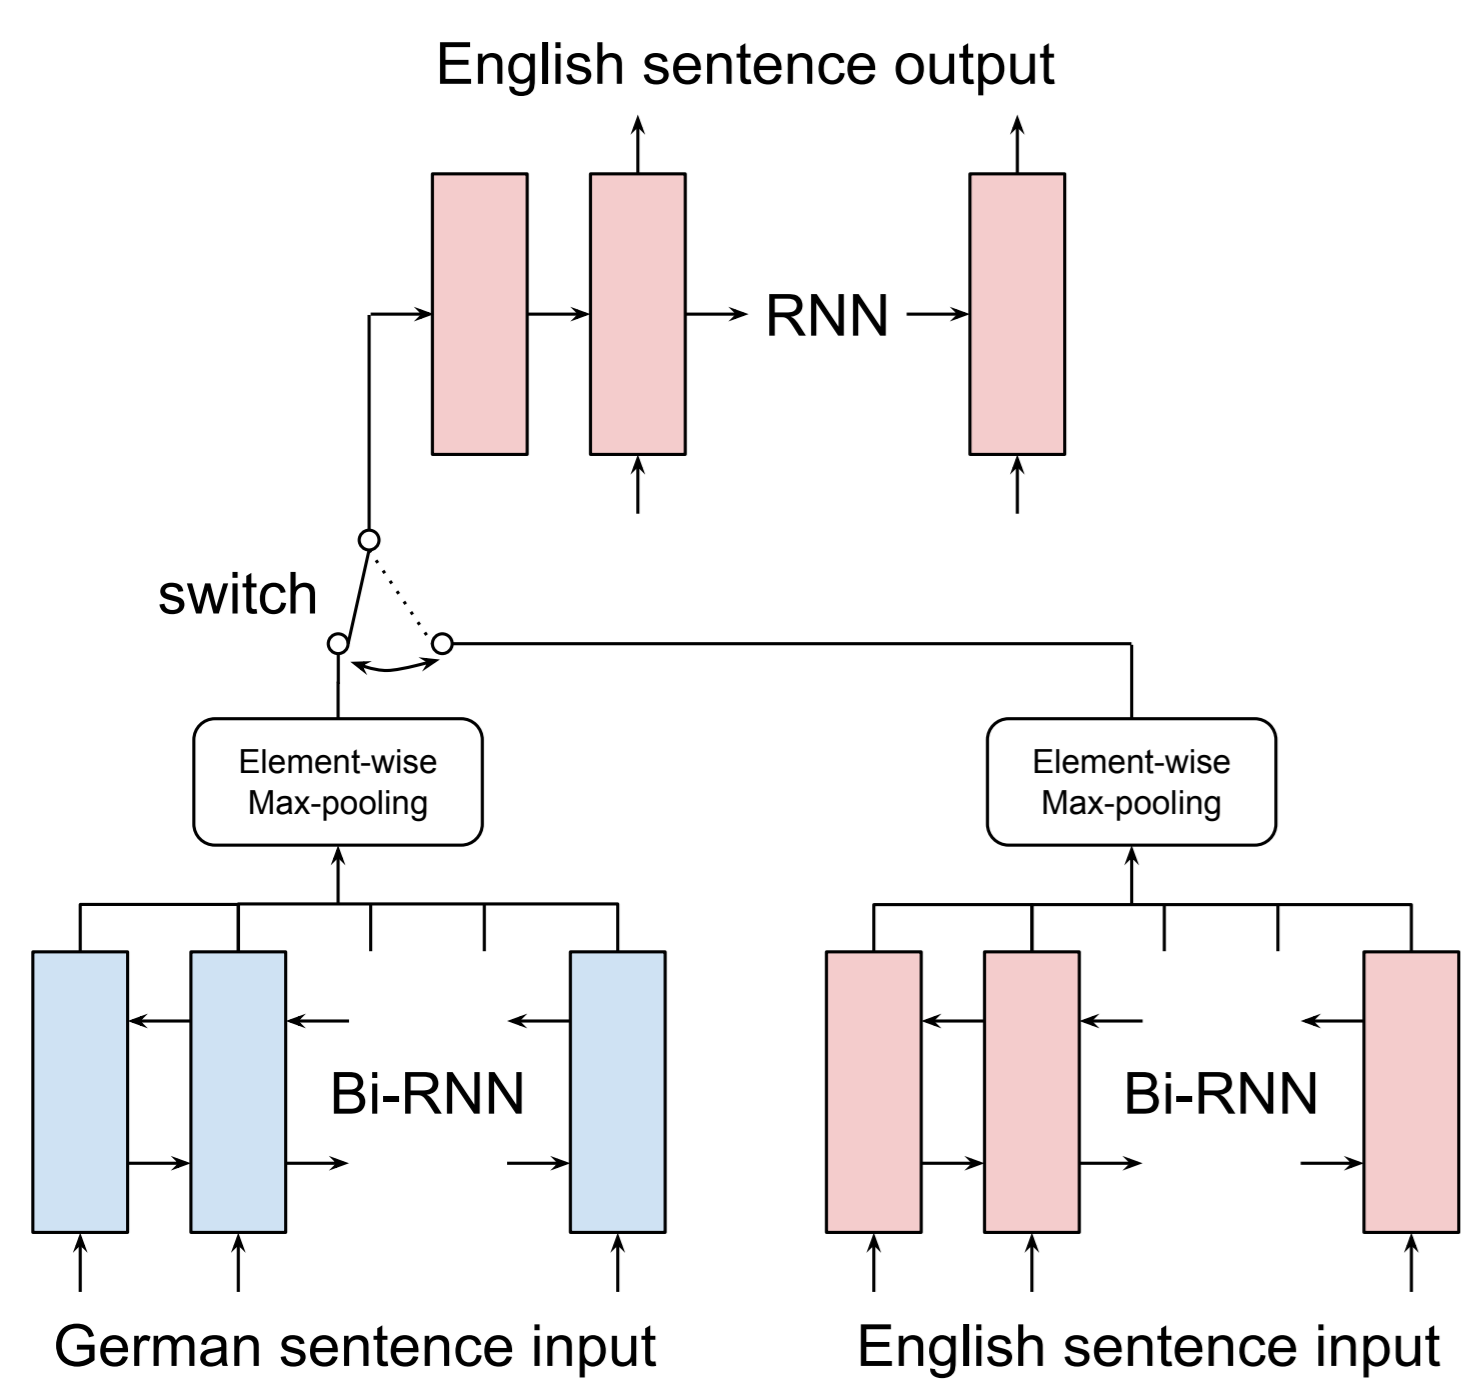 English sentence output
RNN
switch
Element-wise
Max-pooling
Element-wise
Max-pooling
Bi-RNN
Bi-RNN
German sentence input
English sentence input